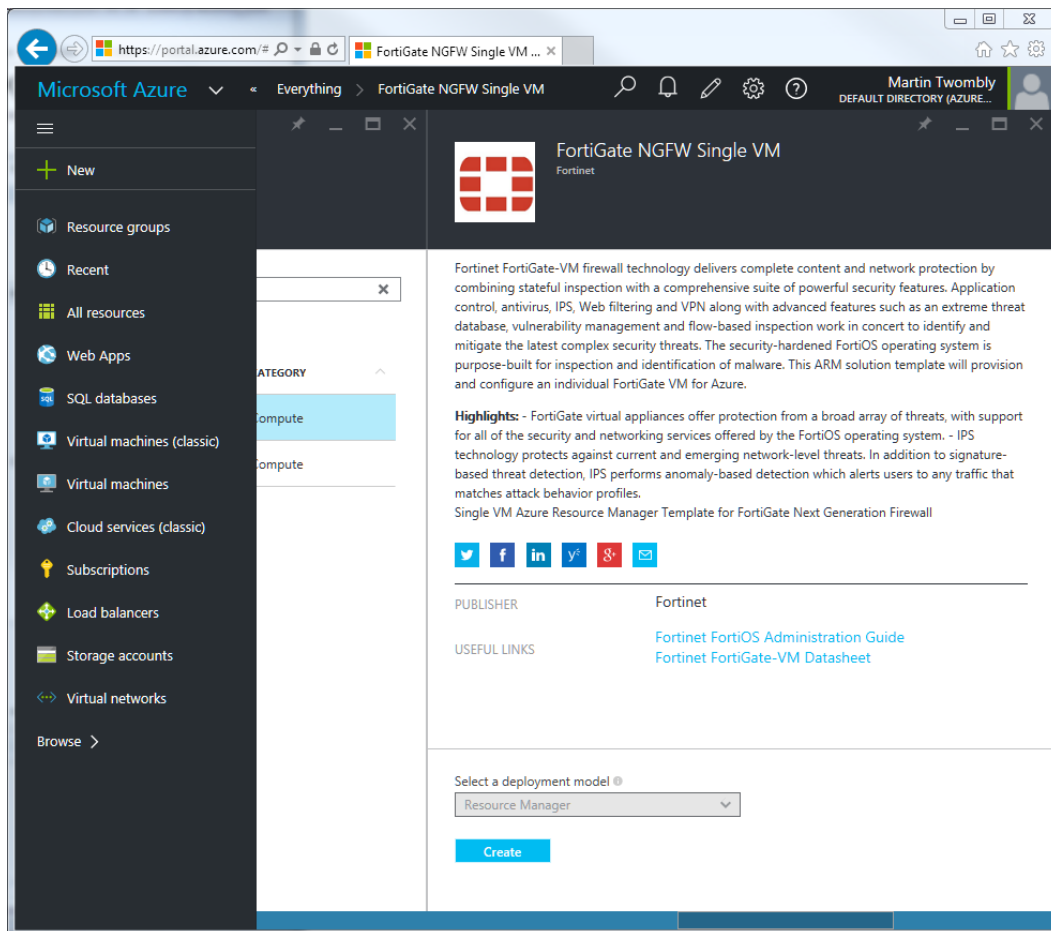 https://portal.azure.com/#
FortiGate NGFW Single VM ...
Microsoft Azure
« Everything > FortiGate NGFW Single VM
Martin Twombly
DEFAULT DIRECTORY (AZURE...
New
Resource groups
Recent
All resources
Web Apps
SQL databases
Virtual machines (classic)
Virtual machines
Cloud services (classic)
Subscriptions
Load balancers
Storage accounts
Virtual networks
Browse >
ATEGORY
Compute
Compute
FortiGate NGFW Single VM
Fortinet
Fortinet FortiGate-VM firewall technology delivers complete content and network protection by
combining stateful inspection with a comprehensive suite of powerful security features. Application
control, antivirus, IPS, Web filtering and VPN along with advanced features such as an extreme threat
database, vulnerability management and flow-based inspection work in concert to identify and
mitigate the latest complex security threats. The security-hardened FortiOS operating system is
purpose-built for inspection and identification of malware. This ARM solution template will provision
and configure an individual FortiGate VM for Azure.
Highlights: - FortiGate virtual appliances offer protection from a broad array of threats, with support
for all of the security and networking services offered by the FortiOS operating system. - IPS
technology protects against current and emerging network-level threats. In addition to signature-
based threat detection, IPS performs anomaly-based detection which alerts users to any traffic that
matches attack behavior profiles.
Single VM Azure Resource Manager Template for FortiGate Next Generation Firewall
PUBLISHER
Fortinet
USEFUL LINKS
Fortinet FortiOS Administration Guide
Fortinet FortiGate-VM Datasheet
Select a deployment model
Resource Manager
Create